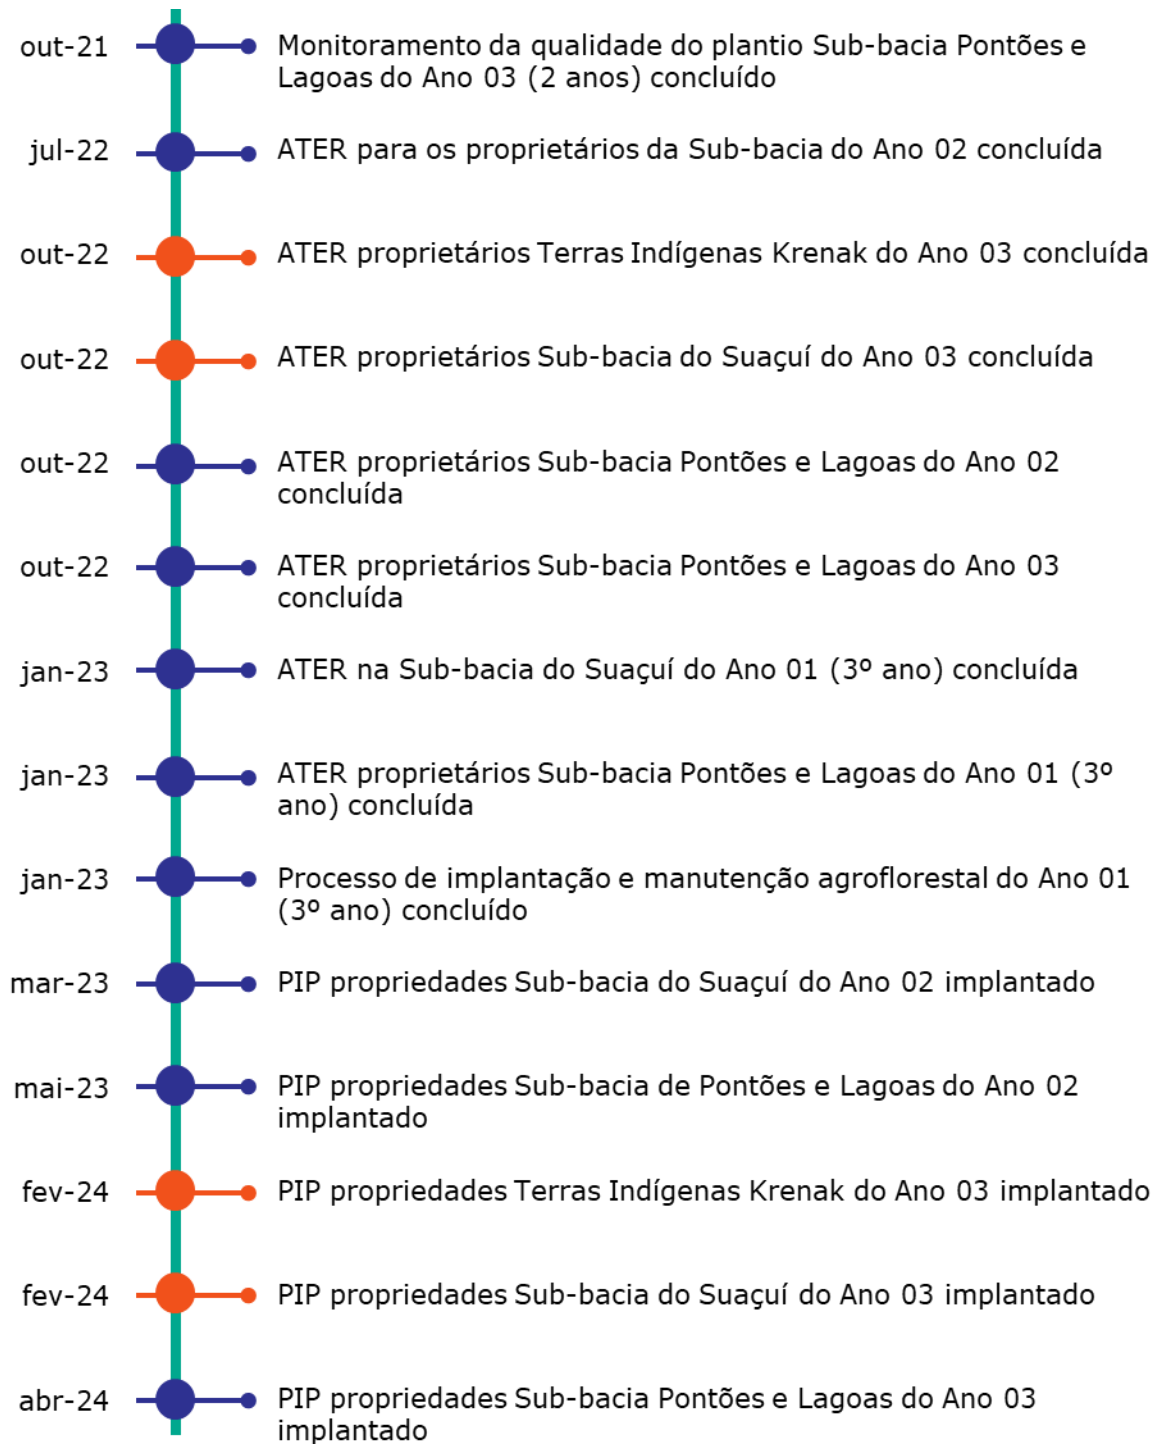 out-21
Monitoramento da qualidade do plantio Sub-bacia Pontões e
Lagoas do Ano 03 (2 anos) concluído
jul-22
ATER para os proprietários da Sub-bacia do Ano 02 concluída
out-22
ATER proprietários Terras Indígenas Krenak do Ano 03 concluída
out-22
ATER proprietários Sub-bacia do Suaçuí do Ano 03 concluída
out-22
ATER proprietários Sub-bacia Pontões e Lagoas do Ano 02
concluída
out-22
ATER proprietários Sub-bacia Pontões e Lagoas do Ano 03
concluída
jan-23
ATER na Sub-bacia do Suaçuí do Ano 01 (3º ano) concluída
jan-23
ATER proprietários Sub-bacia Pontões e Lagoas do Ano 01 (3º
ano) concluída
jan-23
Processo de implantação e manutenção agroflorestal do Ano 01
(3º ano) concluído
mar-23
PIP propriedades Sub-bacia do Suaçuí do Ano 02 implantado
mai-23
PIP propriedades Sub-bacia de Pontões e Lagoas do Ano 02
implantado
fev-24
PIP propriedades Terras Indígenas Krenak do Ano 03 implantado
fev-24
PIP propriedades Sub-bacia do Suaçuí do Ano 03 implantado
abr-24
PIP propriedades Sub-bacia Pontões e Lagoas do Ano 03
implantado